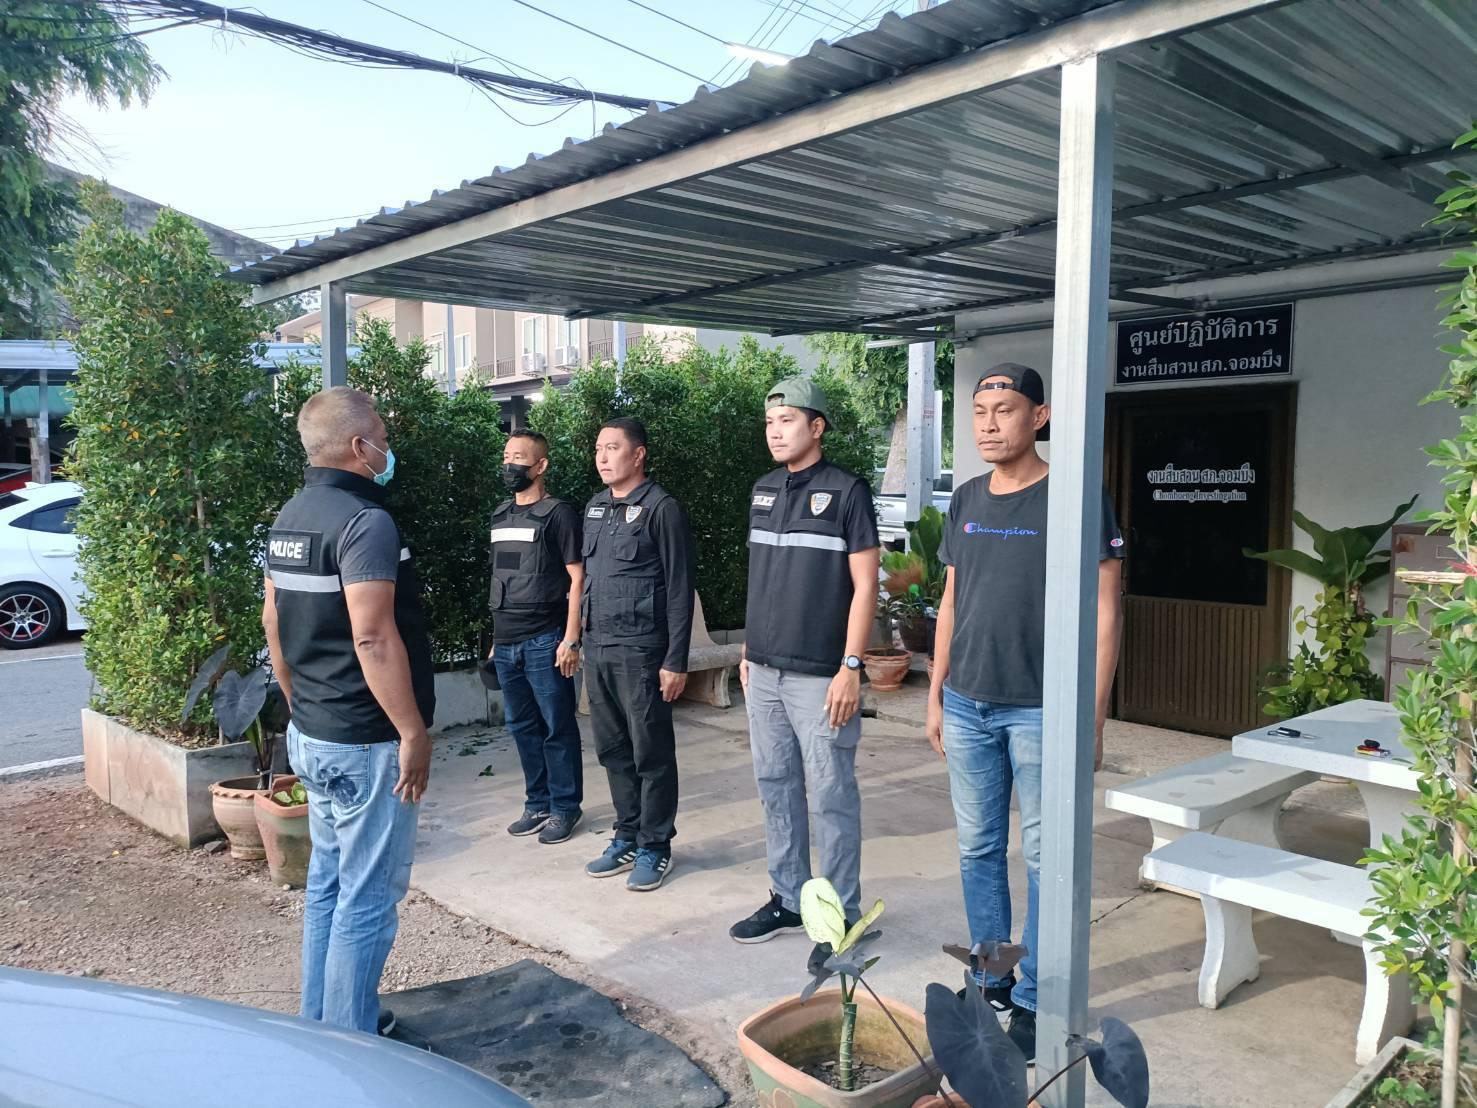 ศูนย์ปฏิบัติการ
งานสืบสวน สภ.จอมบึง
งานสืบสวน สภ.จอมบึง
Chombueng Investingation
POLICE
Champion